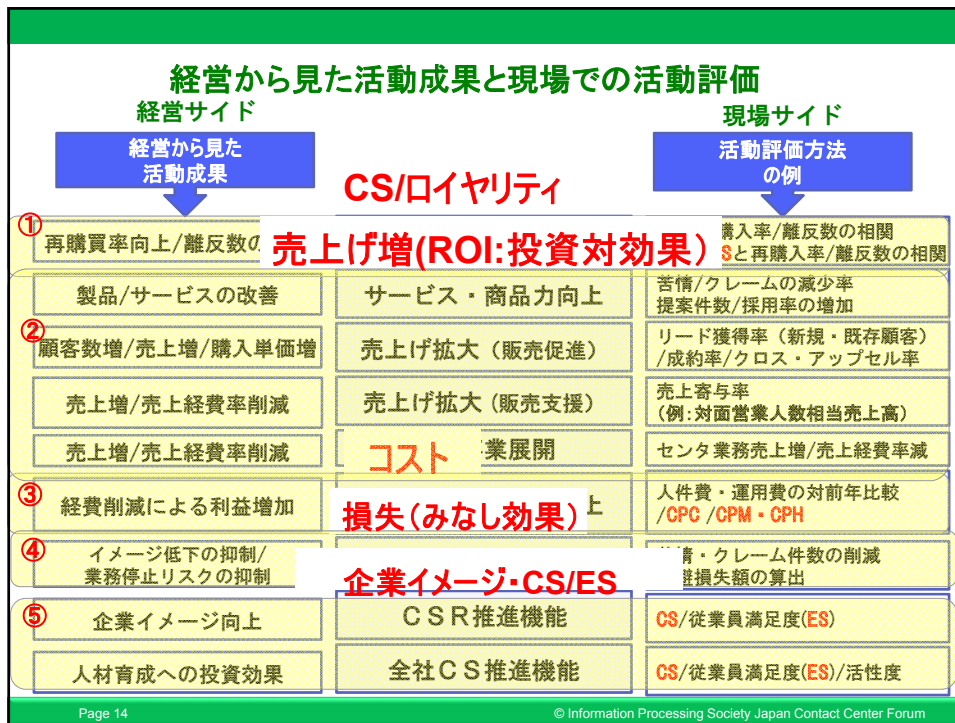 経営から見た活動成果と現場での活動評価
経営サイド
現場サイド
経営から見た
活動成果
活動評価方法
の例
CS/ロイヤリティ
①
再購買率向上/離反数の
売上げ増(ROI:投資対効果)
購入率/離反数の相関
Sと再購入率/離反数の相関
製品/サービスの改善
サービス・商品力向上
苦情/クレームの減少率
提案件数/採用率の増加
②
顧客数増/売上増/購入単価増
売上げ拡大(販売促進)
リード獲得率(新規・既存顧客)
/成約率/クロス・アップセル率
売上増/売上経費率削減
売上げ拡大(販売支援)
売上寄与率
(例:対面営業人数相当売上高)
売上増/売上経費率削減
コスト
業展開
センタ業務売上増/売上経費率減
③
経費削減による利益増加
損失(みなし効果)
上
人件費・運用費の対前年比較
/CPC /CPM・CPH
④
イメージ低下の抑制/
業務停止リスクの抑制
企業イメージ・CS/ES
・クレーム件数の削減
損失額の算出
⑤
企業イメージ向上
CSR推進機能
CS/従業員満足度(ES)
人材育成への投資効果
全社CS推進機能
CS/従業員満足度(ES)/活性度
Page 14
© Information Processing Society Japan Contact Center Forum